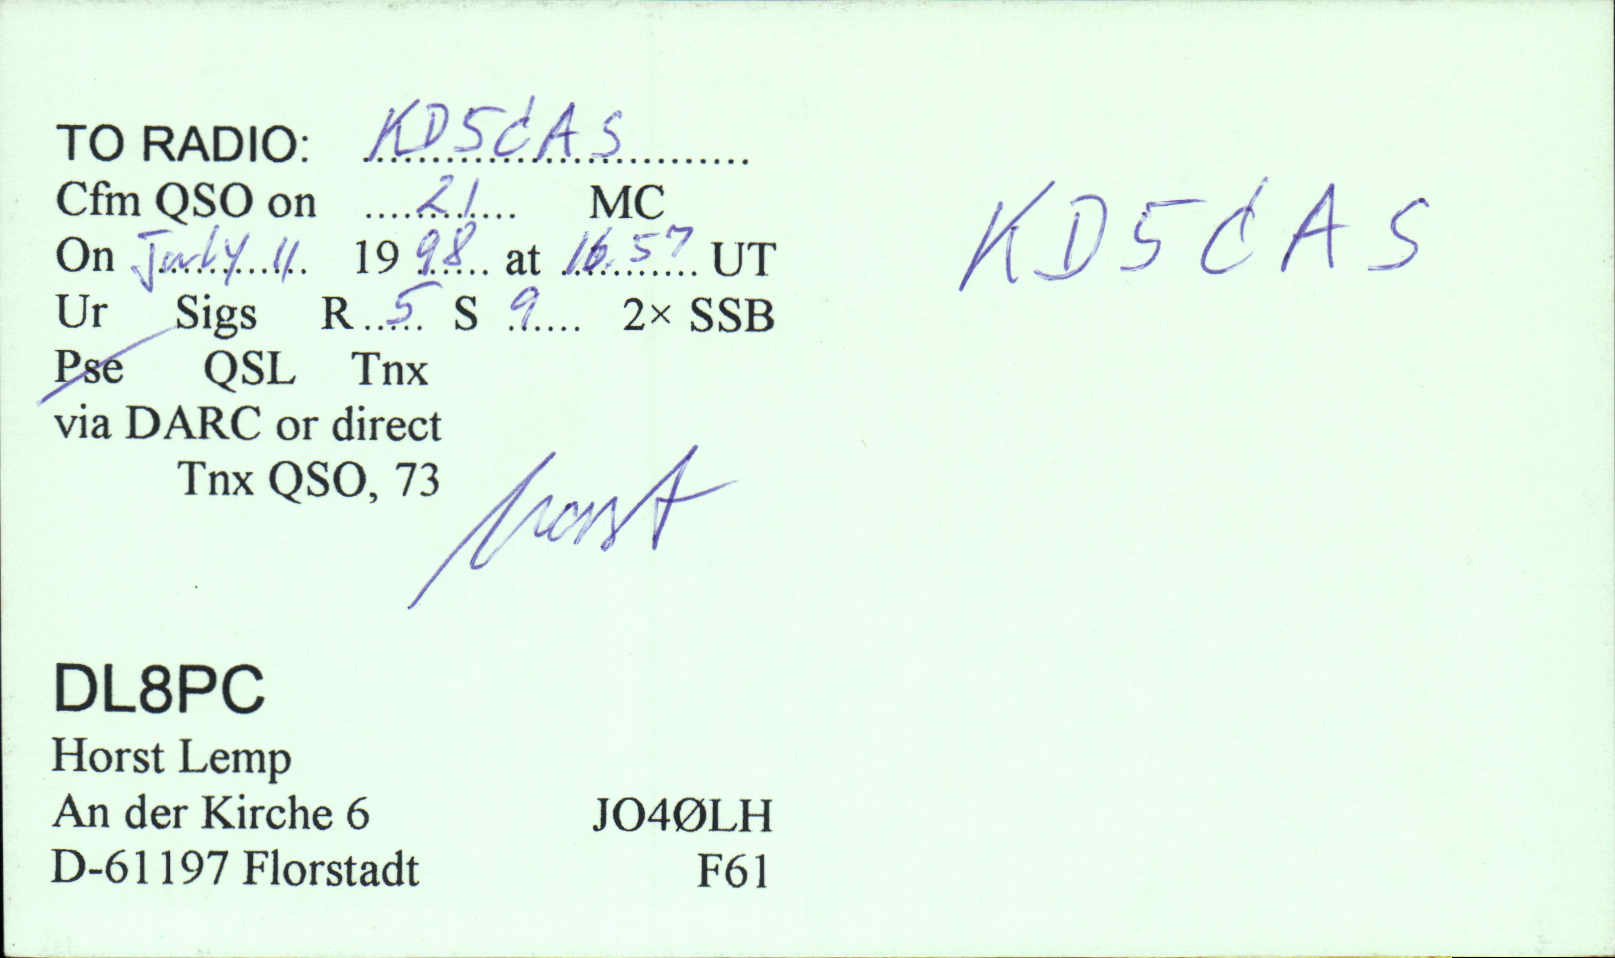 TO RADIO: KD5CAS
Cfm QSO on 21 MC
On July 11 1998 at 16.57 UT
Ur Sigs R 5 S 9 2× SSB
Pse QSL Tnx
via DARC or direct
Tnx QSO, 73
Horst
KD5CAS
DL8PC
Horst Lemp
An der Kirche 6
D-61197 Florstadt
JO4ØLH
F61